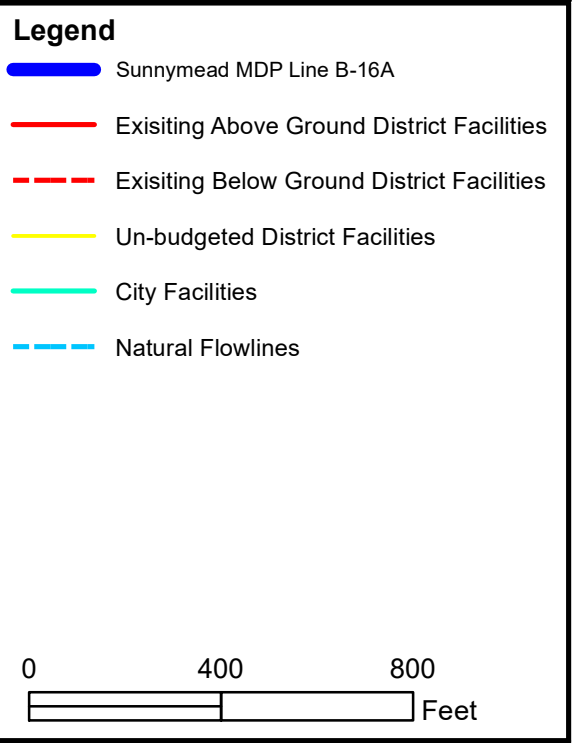 Legend
Sunnymead MDP Line B-16A
Exisiting Above Ground District Facilities
Exisiting Below Ground District Facilities
Un-budgeted District Facilities
City Facilities
Natural Flowlines
0 400 800
Feet